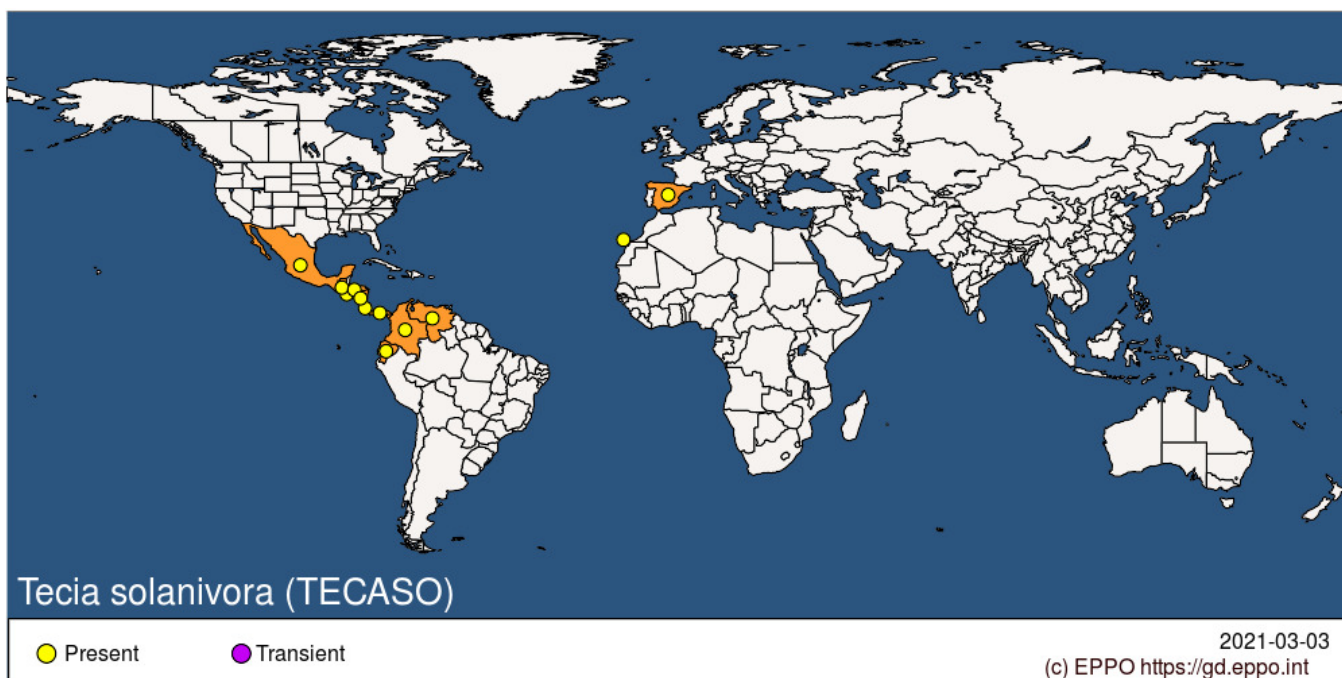 Tecia solanivora (TECASO)
Present
Transient
2021-03-03
(c) EPPO https://gd.eppo.int